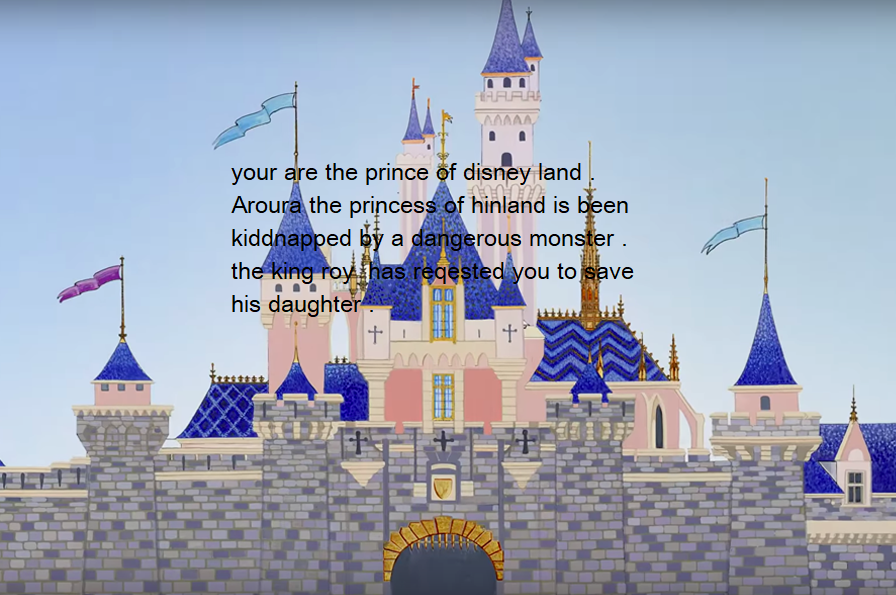 your are the prince of disney land .
Aroura the princess of hinland is been
kiddnapped by a dangerous monster .
the king roy  has reqested you to save
his daughter .